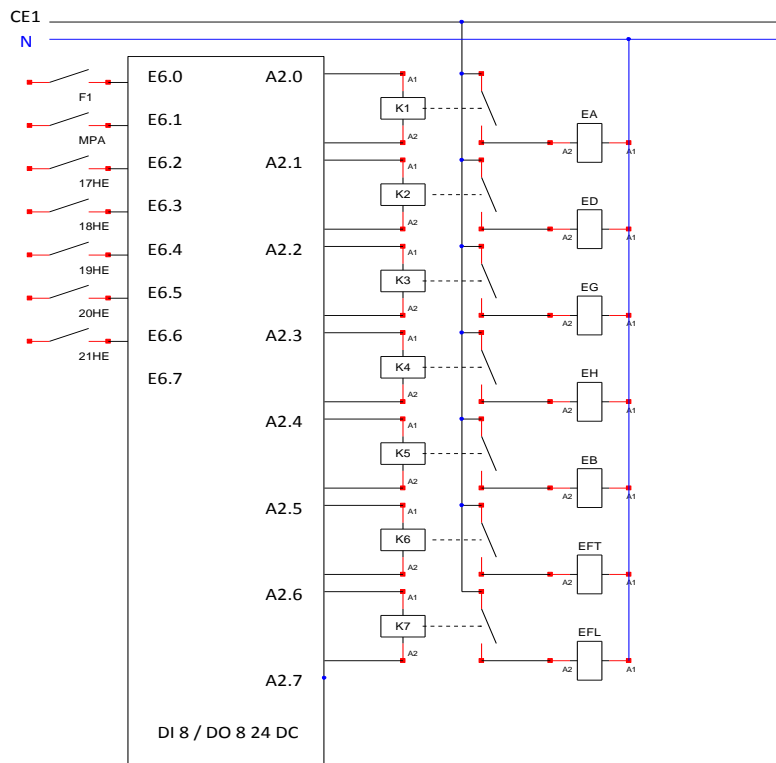 CE1
N
E6.0 A2.0 A1
F1 K1
E6.1 EA
MPA A2
E6.2 A2.1 A2 A1
A1
17HE K2
E6.3 ED
18HE A2
E6.4 A2.2 A2 A1
A1
19HE K3
E6.5 EG
20HE A2
E6.6 A2.3 A2 A1
A1
21HE K4
E6.7 EH
A2
A2.4 A2 A1
A1
K5
EB
A2
A2.5 A2 A1
A1
K6
EFT
A2
A2.6 A2 A1
A1
K7
EFL
A2
A2.7 A2 A1
DI 8 / DO 8 24 DC